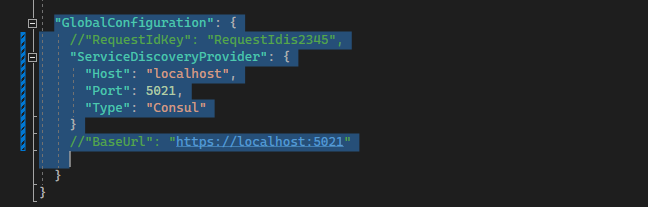 "GlobalConfiguration": {
//"RequestIdKey": "RequestIdis2345",
"ServiceDiscoveryProvider": {
"Host": "localhost",
"Port": 5021,
"Type": "Consul"
}
//"BaseUrl": "https://localhost:5021"
}
}